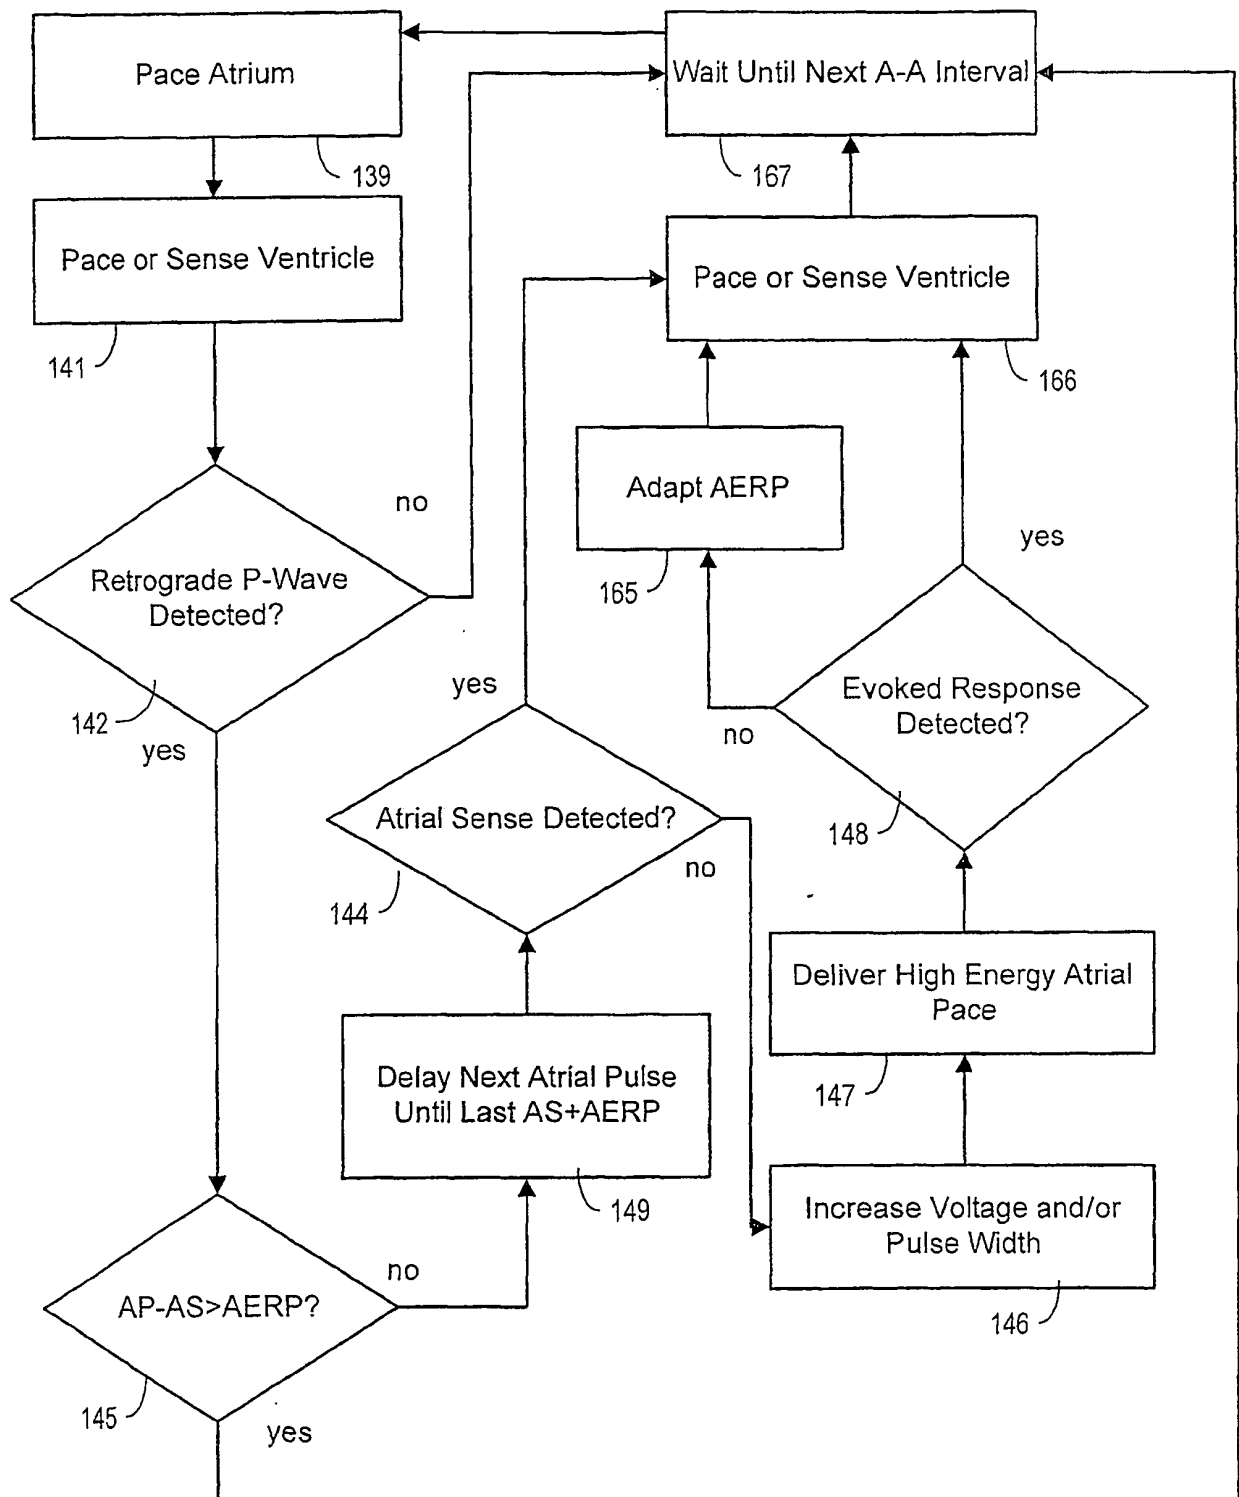 Pace Atrium
139
Wait Until Next A-A Interval
167
Pace or Sense Ventricle
141
Pace or Sense Ventricle
166
Adapt AERP
165
no
Retrograde P-Wave
Detected?
142
yes
yes
Evoked Response
Detected?
148
no
yes
Atrial Sense Detected?
144
no
Deliver High Energy Atrial
Pace
147
Delay Next Atrial Pulse
Until Last AS+AERP
149
Increase Voltage and/or
Pulse Width
146
AP-AS>AERP?
145
no
yes